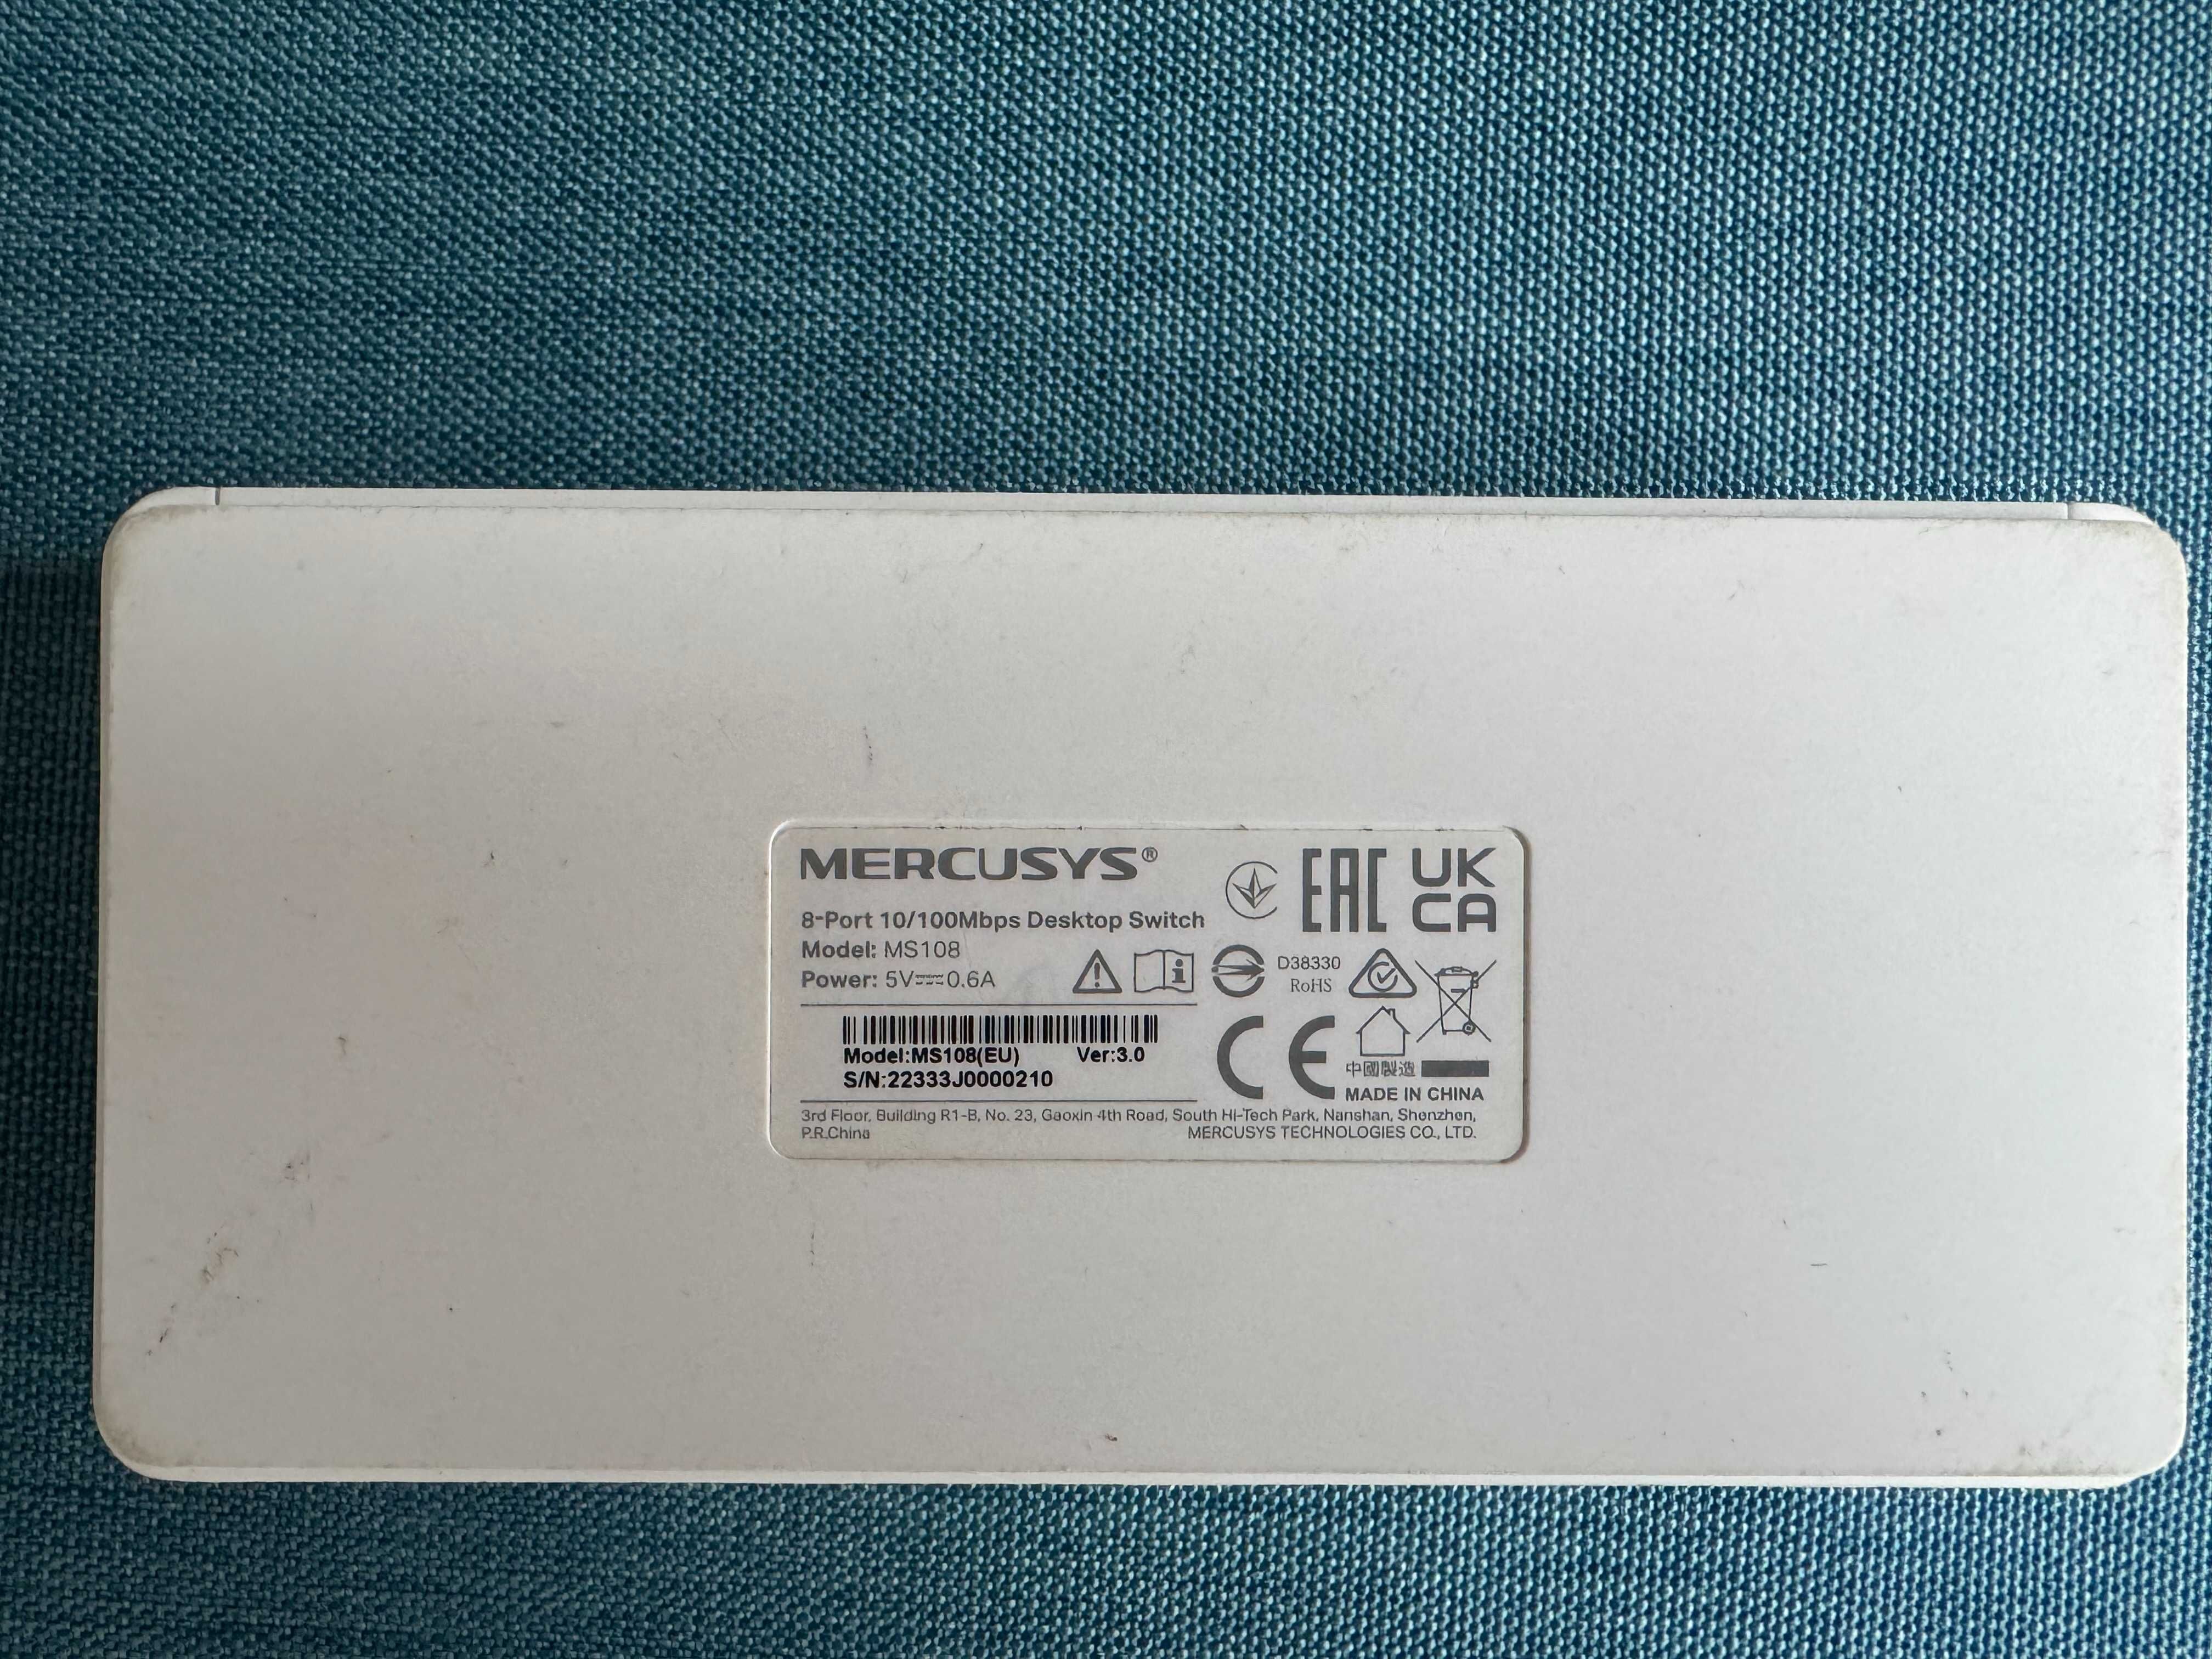 MERCUSYS®
EAC UK
CA
8-Port 10/100Mbps Desktop Switch
Model: MS108
Power: 5V⎓0.6A
D38330
RoHS
Model:MS108(EU) Ver:3.0
S/N:22333J0000210
CE
中國製造
MADE IN CHINA
3rd Floor, Building R1-B, No. 23, Gaoxin 4th Road, South Hi-Tech Park, Nanshan, Shenzhen,
P.R.China MERCUSYS TECHNOLOGIES CO., LTD.